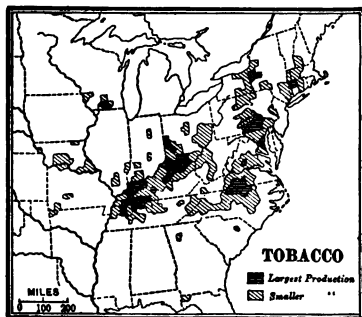 TOBACCO
Largest Production
Smaller "
MILES
0 100 200